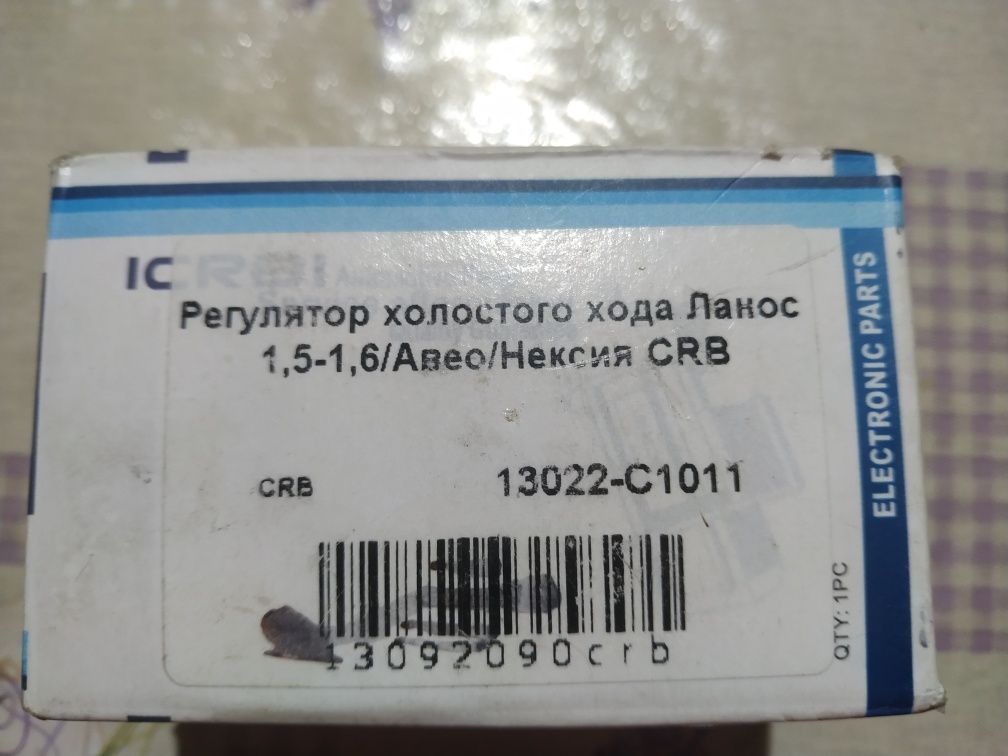 IC
Регулятор холостого хода Ланос
1,5-1,6/Авео/Нексия CRB
CRB 13022-C1011
13092090crb
ELECTRONIC PARTS
QTY: 1PC